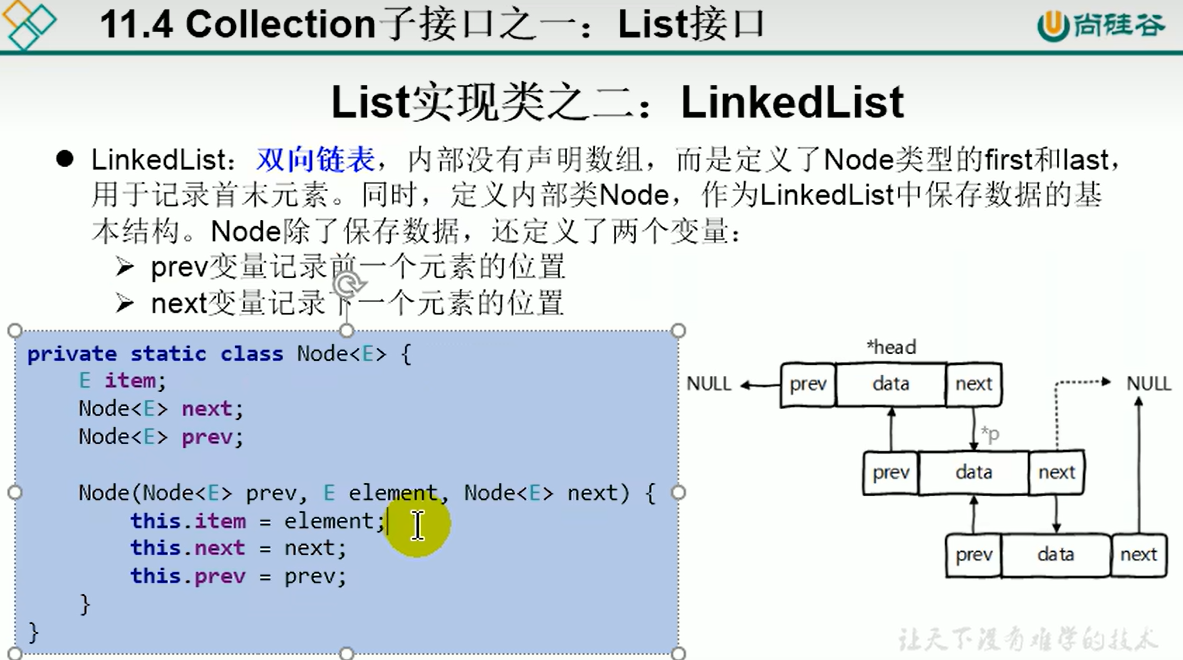 11.4 Collection子接口之一：List接口
尚硅谷
List实现类之二：LinkedList
● LinkedList：双向链表，内部没有声明数组，而是定义了Node类型的first和last，
用于记录首末元素。同时，定义内部类Node，作为LinkedList中保存数据的基
本结构。Node除了保存数据，还定义了两个变量：
➢ prev变量记录前一个元素的位置
➢ next变量记录下一个元素的位置
private static class Node<E> {
    E item;
    Node<E> next;
    Node<E> prev;

    Node(Node<E> prev, E element, Node<E> next) {
        this.item = element;
        this.next = next;
        this.prev = prev;
    }
}
*head
NULL prev data next NULL
*p
prev data next
prev data next
让天下没有难学的技术